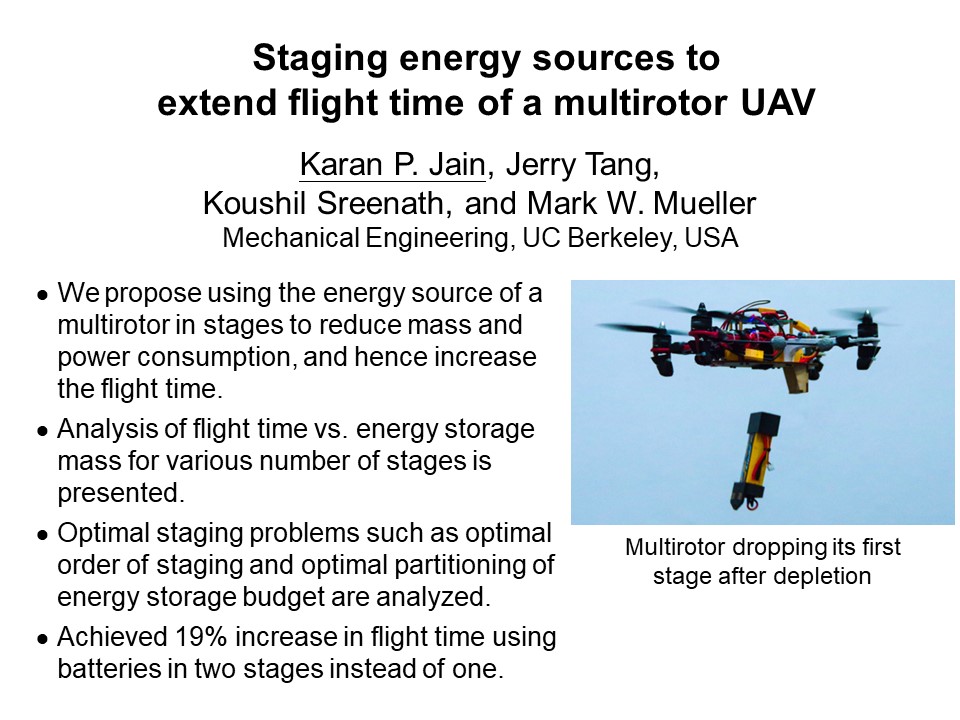 Staging energy sources to
extend flight time of a multirotor UAV
Karan P. Jain, Jerry Tang,
Koushil Sreenath, and Mark W. Mueller
Mechanical Engineering, UC Berkeley, USA
• We propose using the energy source of a
multirotor in stages to reduce mass and
power consumption, and hence increase
the flight time.
• Analysis of flight time vs. energy storage
mass for various number of stages is
presented.
• Optimal staging problems such as optimal
order of staging and optimal partitioning of
energy storage budget are analyzed.
• Achieved 19% increase in flight time using
batteries in two stages instead of one.
Multirotor dropping its first
stage after depletion